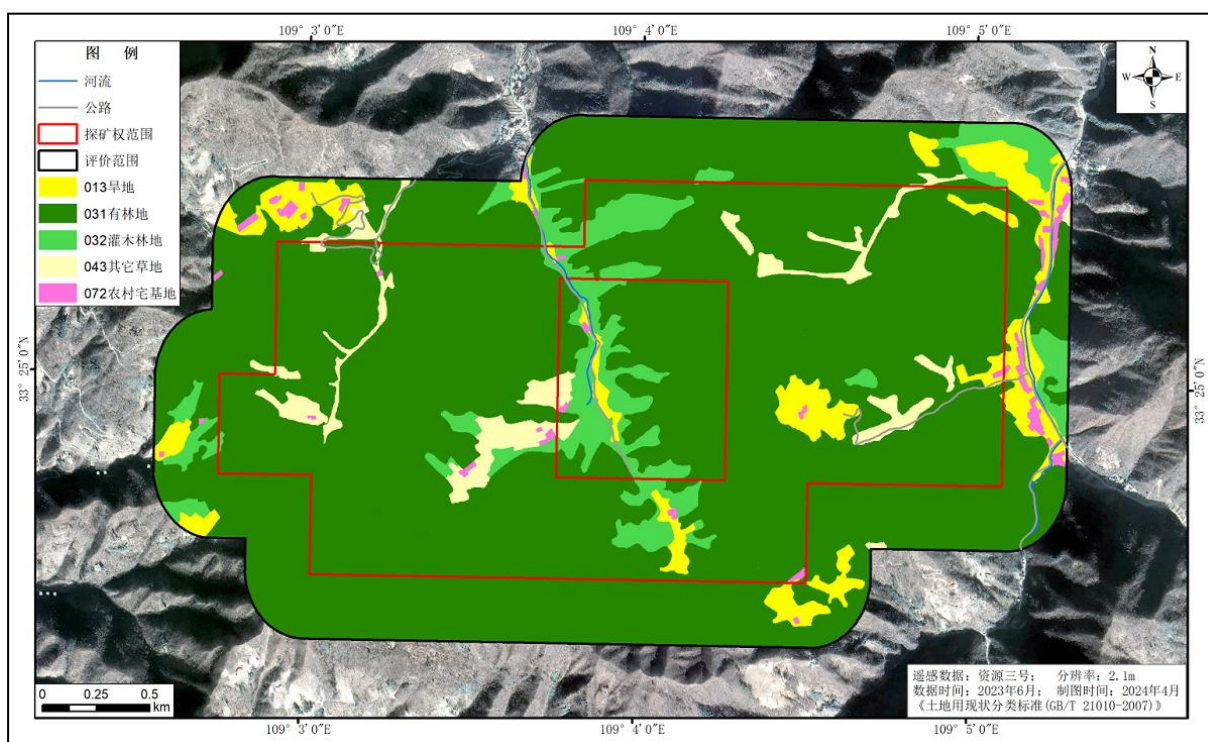 109° 3′0″E
109° 4′0″E
109° 5′0″E
图 例
河流
公路
探矿权范围
评价范围
013旱地
031有林地
032灌木林地
043其它草地
072农村宅基地
N
W E
S
33° 25′0″N
33° 25′0″N
0 0.25 0.5
km
遥感数据：资源三号； 分辨率：2.1m
数据时间：2023年6月； 制图时间：2024年4月
《土地用现状分类标准(GB/T 21010-2007)》
109° 3′0″E
109° 4′0″E
109° 5′0″E